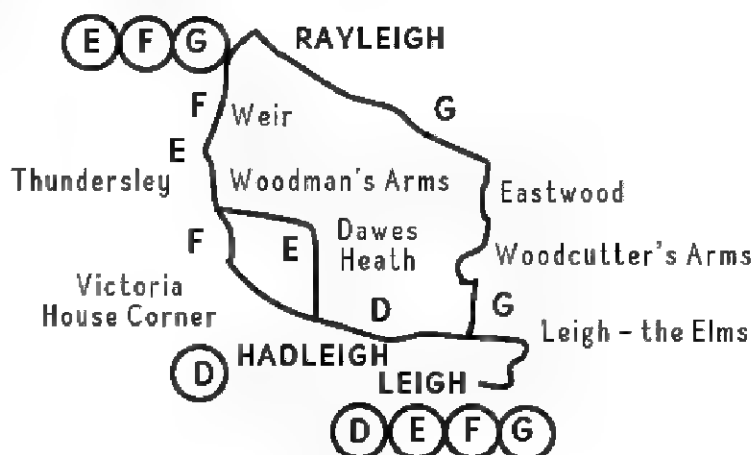 E F G
RAYLEIGH
F
Weir
G
E
Thundersley
Woodman's Arms
Eastwood
F
E
Dawes
Heath
Woodcutter's Arms
Victoria
House Corner
D
G
Leigh - the Elms
HADLEIGH
D
LEIGH
D E F G